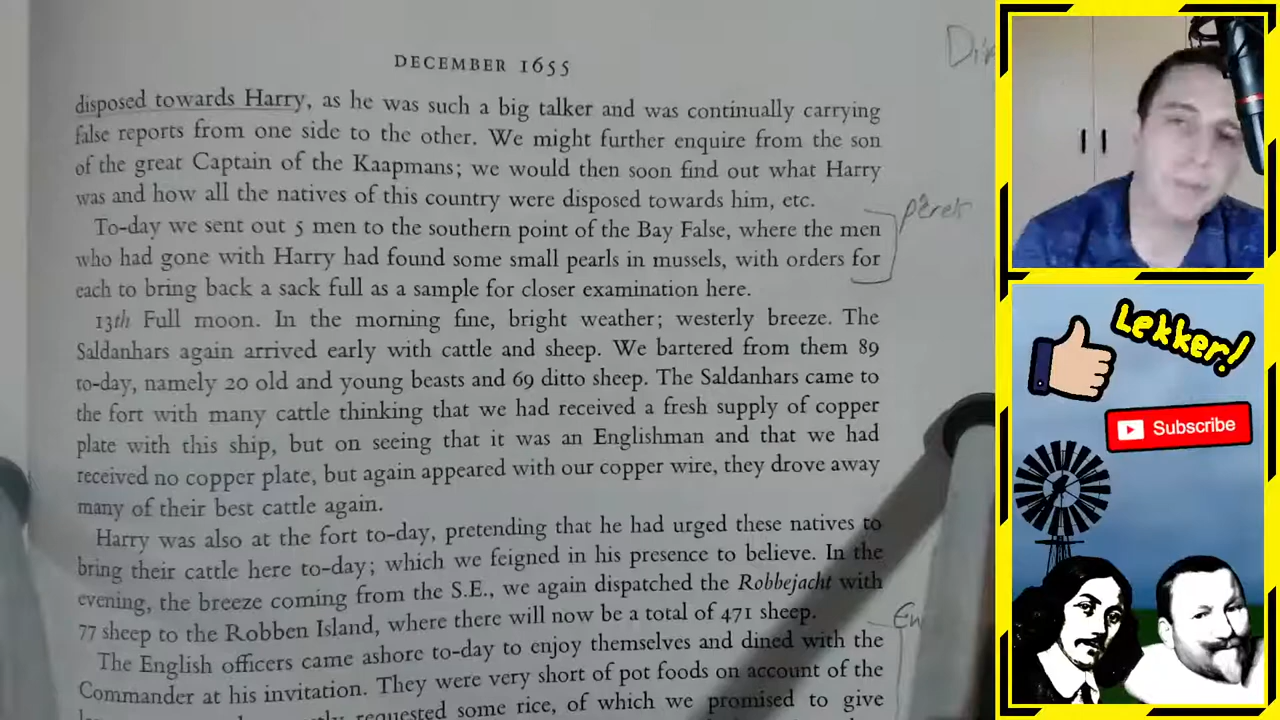 DECEMBER 1655
disposed towards Harry, as he was such a big talker and was continually carrying
false reports from one side to the other. We might further enquire from the son
of the great Captain of the Kaapmans; we would then soon find out what Harry
was and how all the natives of this country were disposed towards him, etc.
To-day we sent out 5 men to the southern point of the Bay False, where the men
who had gone with Harry had found some small pearls in mussels, with orders for
each to bring back a sack full as a sample for closer examination here.
13th Full moon. In the morning fine, bright weather; westerly breeze. The
Saldanhars again arrived early with cattle and sheep. We bartered from them 89
to-day, namely 20 old and young beasts and 69 ditto sheep. The Saldanhars came to
the fort with many cattle thinking that we had received a fresh supply of copper
plate with this ship, but on seeing that it was an Englishman and that we had
received no copper plate, but again appeared with our copper wire, they drove away
many of their best cattle again.
Harry was also at the fort to-day, pretending that he had urged these natives to
bring their cattle here to-day; which we feigned in his presence to believe. In the
evening, the breeze coming from the S.E., we again dispatched the Robbejacht with
77 sheep to the Robben Island, where there will now be a total of 471 sheep.
The English officers came ashore to-day to enjoy themselves and dined with the
Commander at his invitation. They were very short of pot foods on account of the
requested some rice, of which we promised to give
pêrels
Lekker!
Subscribe